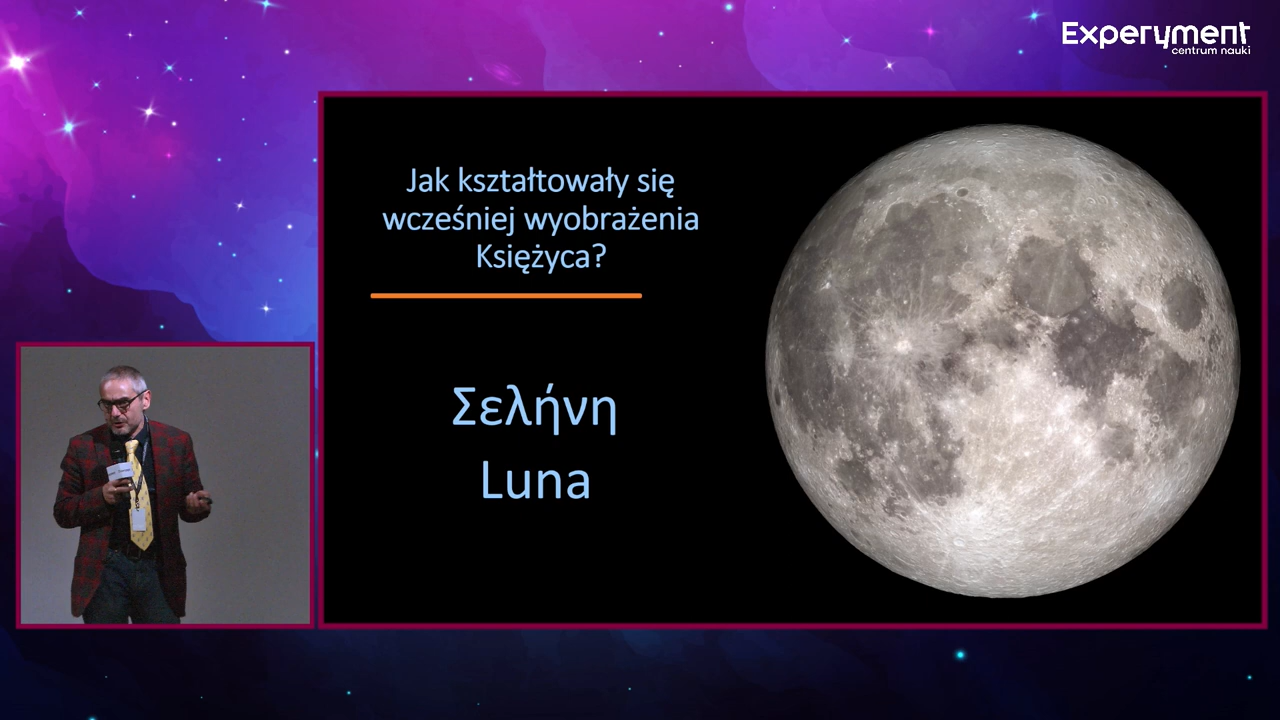 Experyment
centrum nauki
Jak kształtowały się
wcześniej wyobrażenia
Księżyca?
Σελήνη
Luna